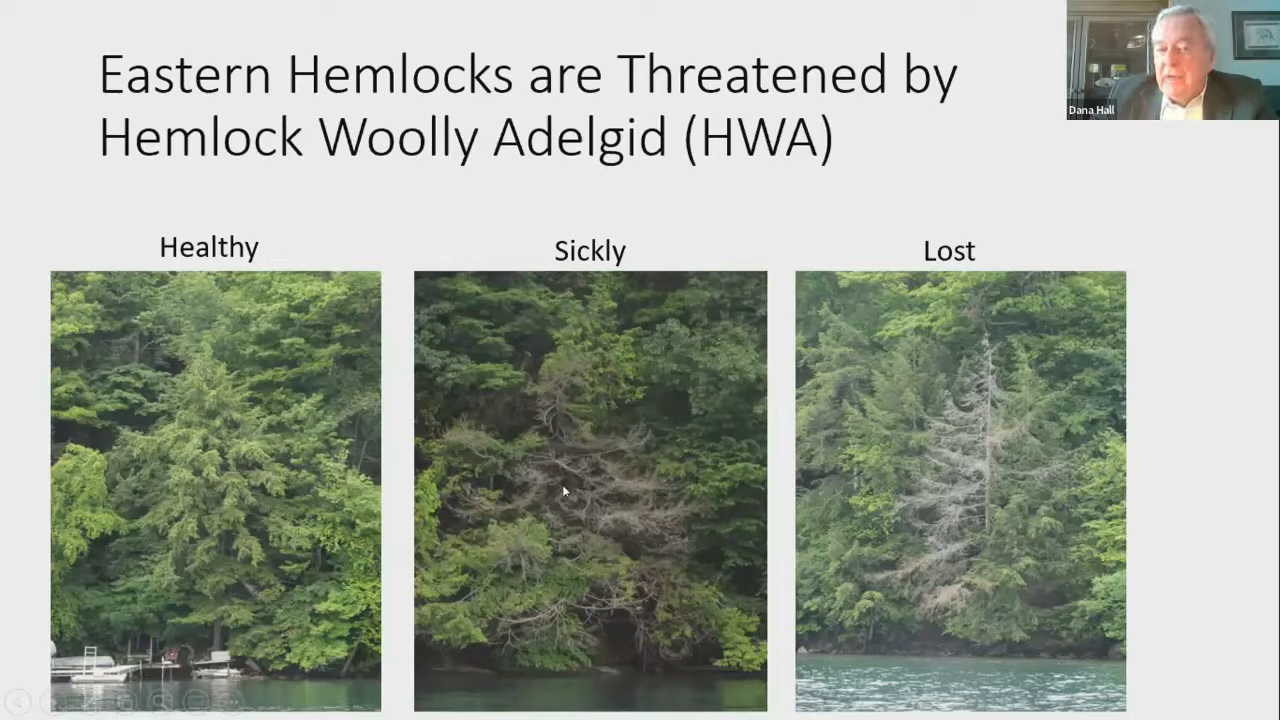 Eastern Hemlocks are Threatened by
Hemlock Woolly Adelgid (HWA)
Dana Hall
Healthy
Sickly
Lost